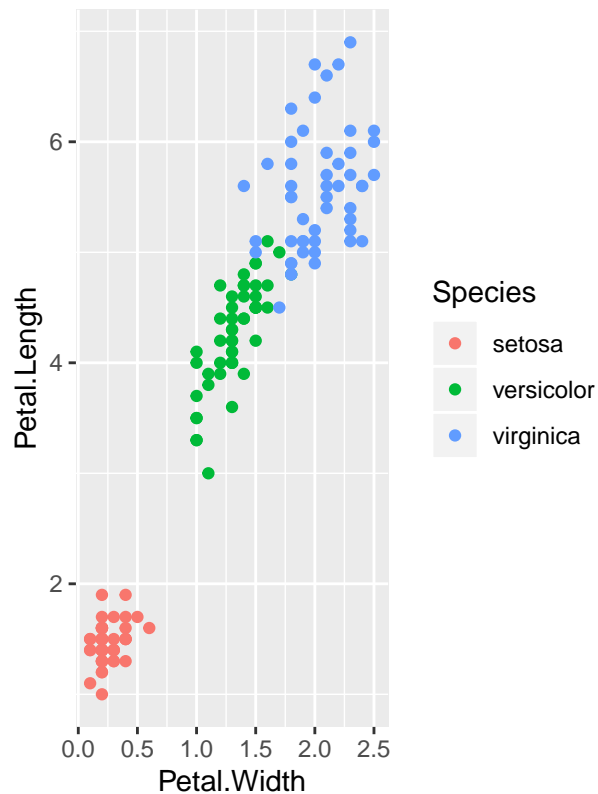 6
4
2
0.0 0.5 1.0 1.5 2.0 2.5
Petal.Width
Petal.Length
Species
setosa
versicolor
virginica